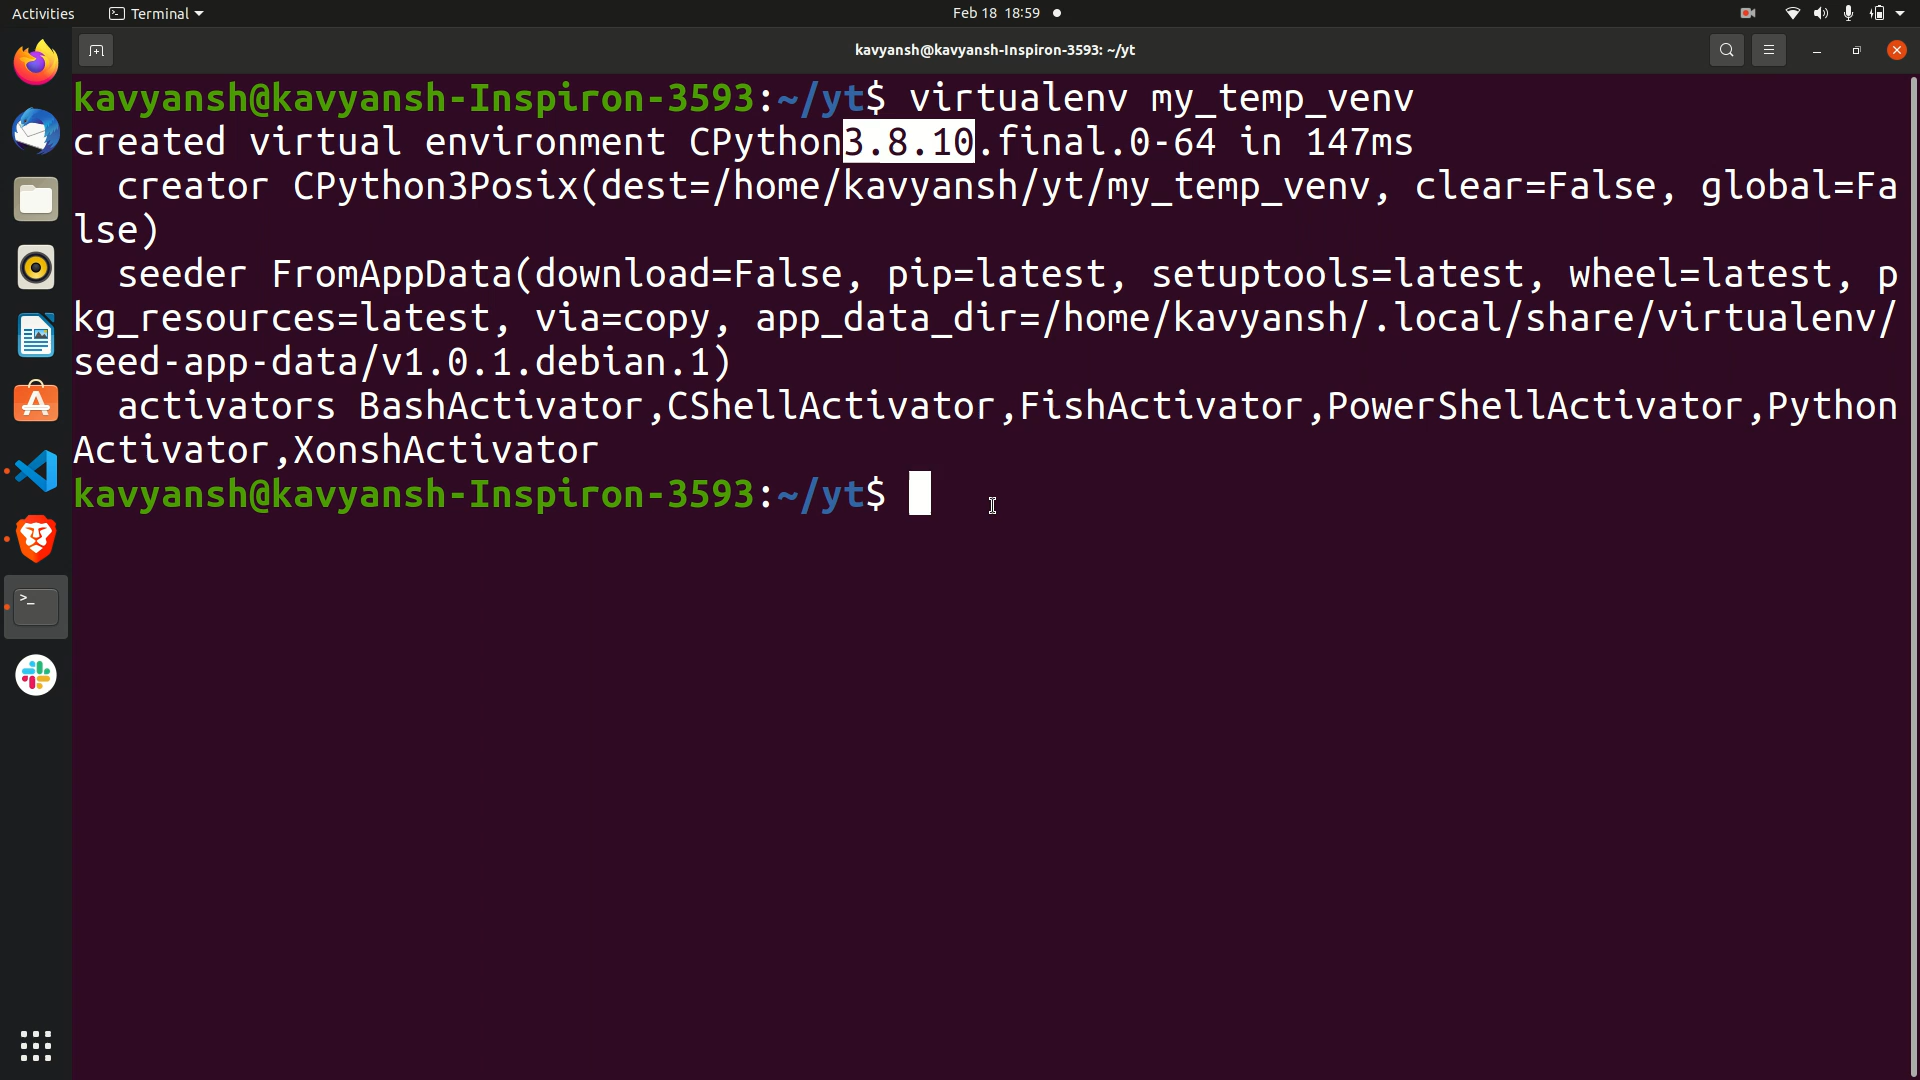 Activities Terminal Feb 18 18:59
kavyansh@kavyansh-Inspiron-3593: ~/yt
kavyansh@kavyansh-Inspiron-3593:~/yt$ virtualenv my_temp_venv
created virtual environment CPython3.8.10.final.0-64 in 147ms
  creator CPython3Posix(dest=/home/kavyansh/yt/my_temp_venv, clear=False, global=Fa
lse)
  seeder FromAppData(download=False, pip=latest, setuptools=latest, wheel=latest, p
kg_resources=latest, via=copy, app_data_dir=/home/kavyansh/.local/share/virtualenv/
seed-app-data/v1.0.1.debian.1)
  activators BashActivator,CShellActivator,FishActivator,PowerShellActivator,Python
Activator,XonshActivator
kavyansh@kavyansh-Inspiron-3593:~/yt$